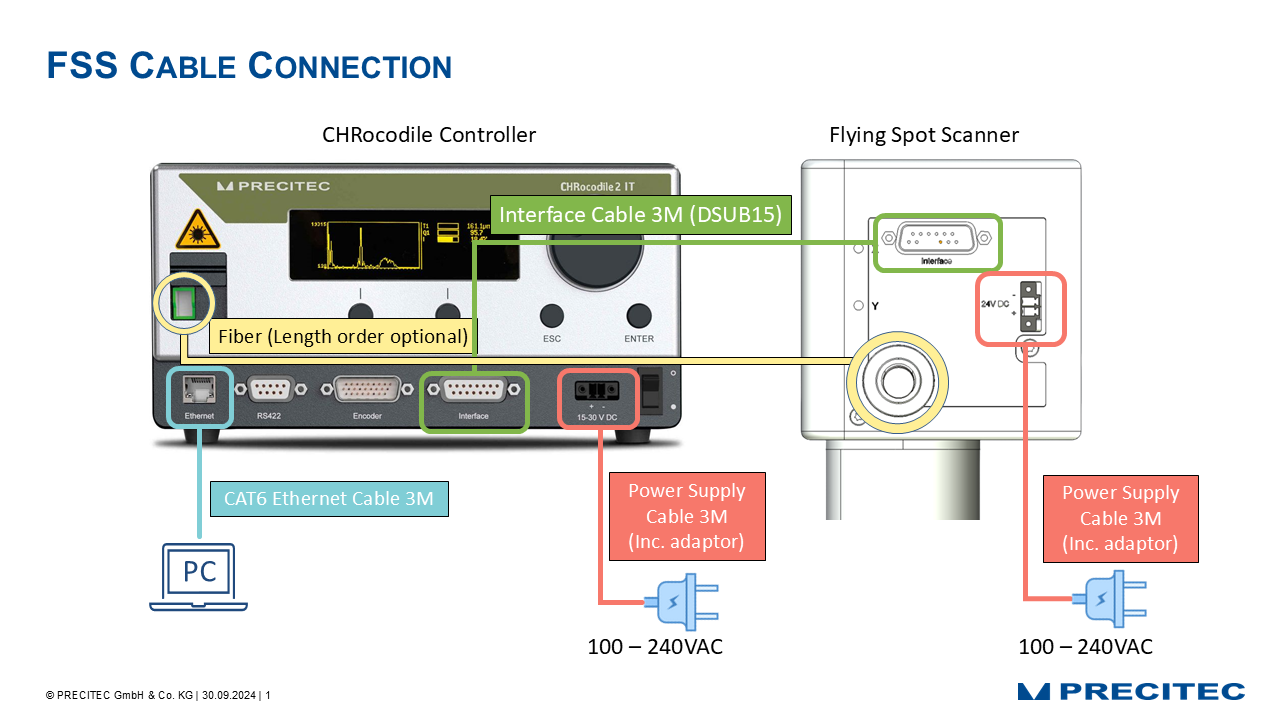 FSS CABLE CONNECTION
CHRocodile Controller
Flying Spot Scanner
PRECITEC
CHRocodile 2 IT
Interface Cable 3M (DSUB15)
Interface
24V DC
-
+
Y
ESC
ENTER
Fiber (Length order optional)
Ethernet
RS422
Encoder
Interface
+ -
15-30 V DC
CAT6 Ethernet Cable 3M
PC
Power Supply
Cable 3M
(Inc. adaptor)
100 – 240VAC
Power Supply
Cable 3M
(Inc. adaptor)
100 – 240VAC
© PRECITEC GmbH & Co. KG | 30.09.2024 | 1
PRECITEC